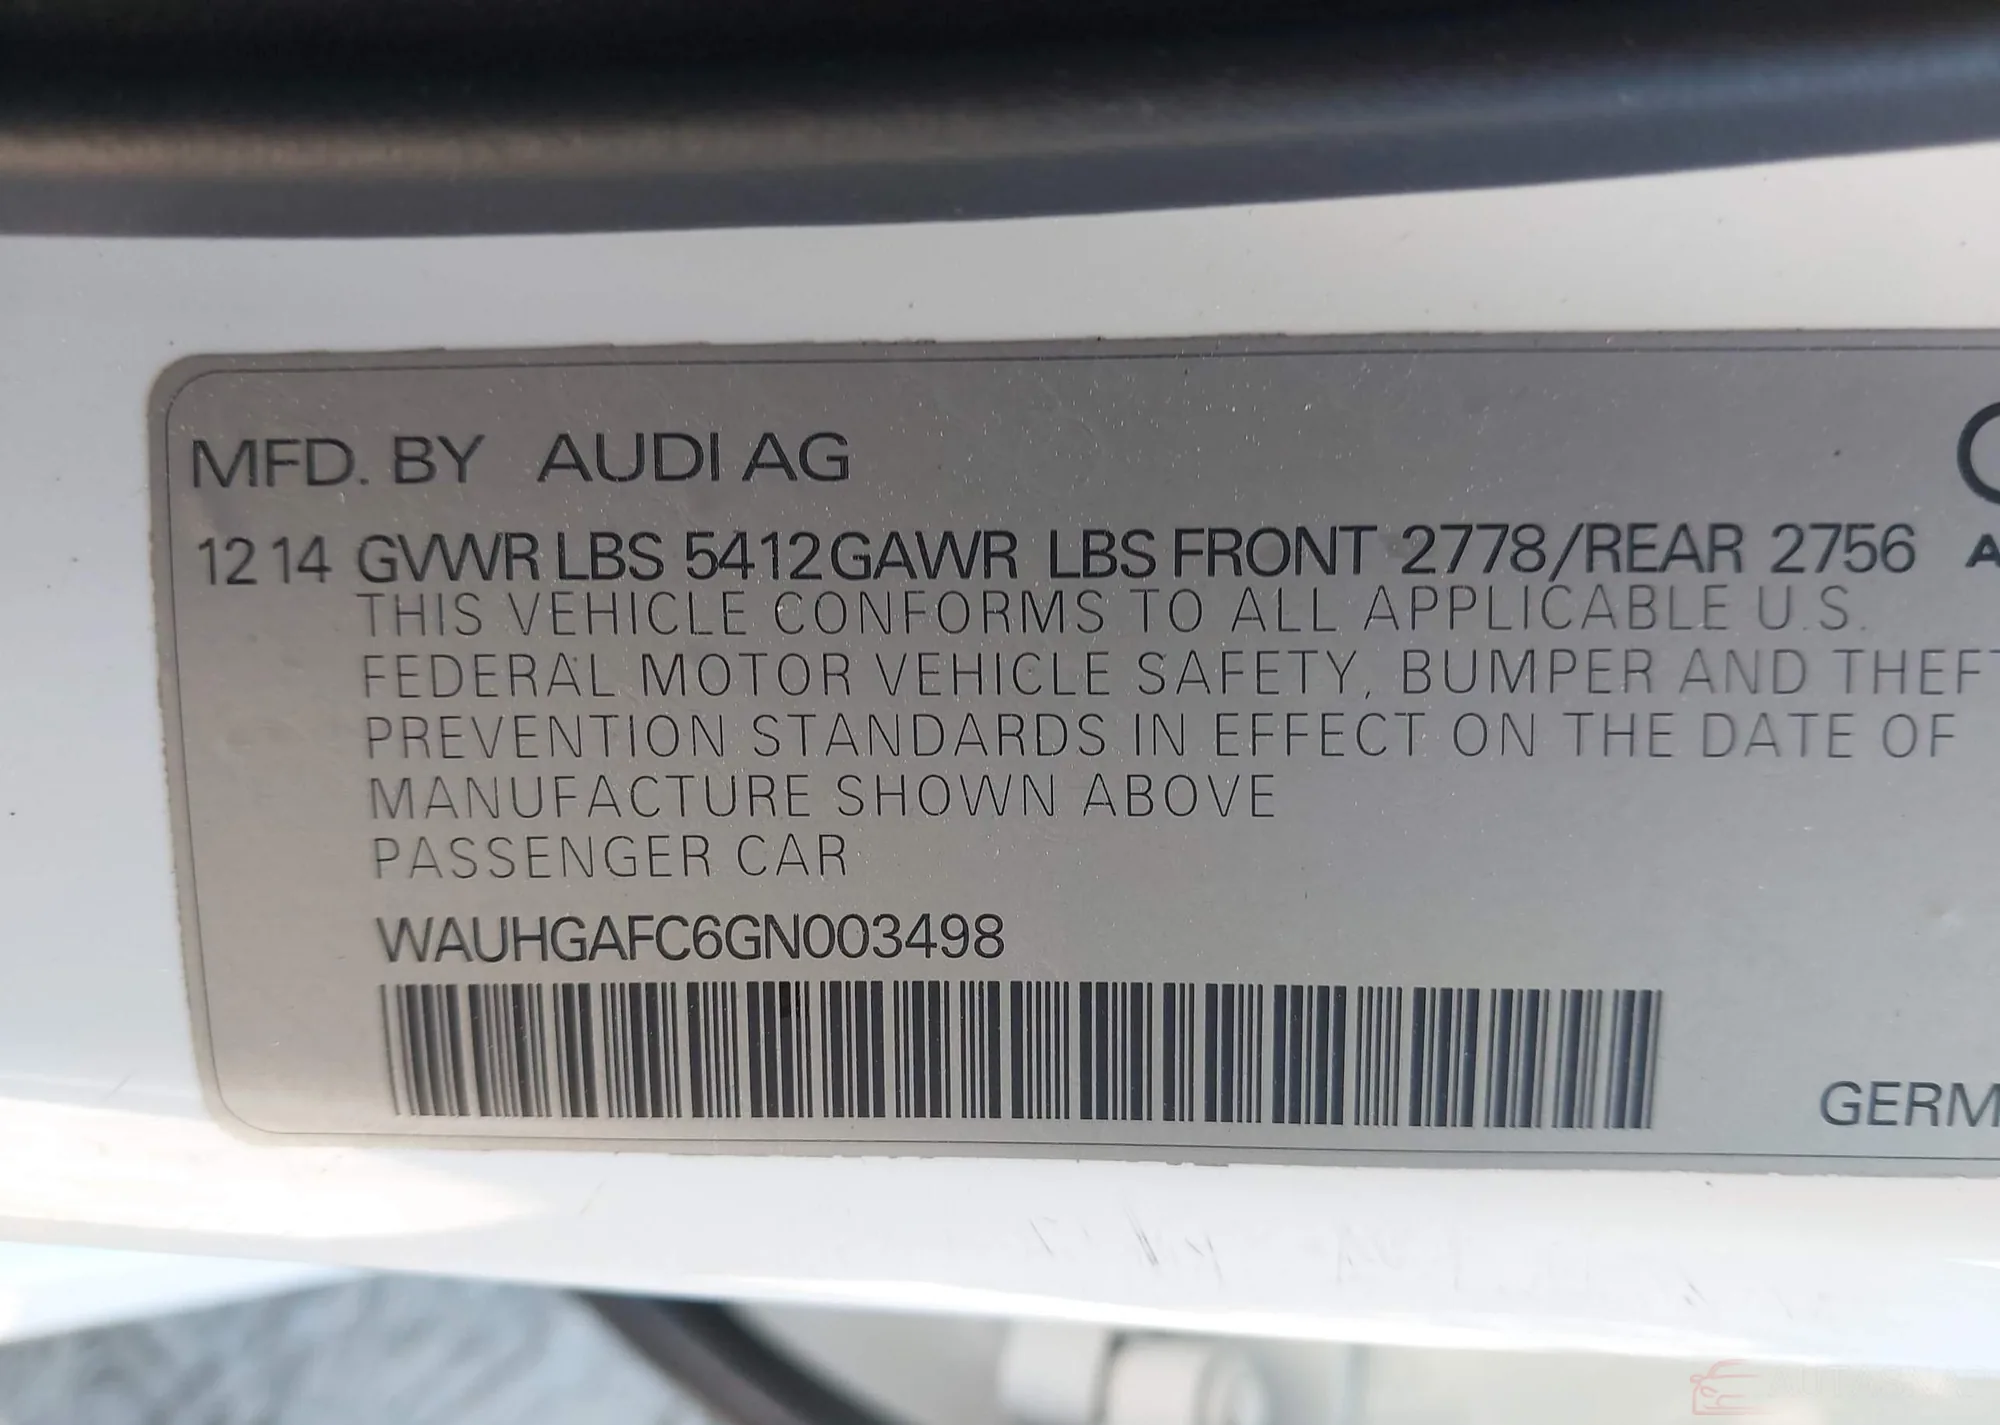 MFD. BY AUDI AG
12 14 GVWR LBS 5412 GAWR LBS FRONT 2778/REAR 2756
THIS VEHICLE CONFORMS TO ALL APPLICABLE U.S.
FEDERAL MOTOR VEHICLE SAFETY, BUMPER AND THEFT
PREVENTION STANDARDS IN EFFECT ON THE DATE OF
MANUFACTURE SHOWN ABOVE
PASSENGER CAR
WAUHGAFC6GN003498
GERM